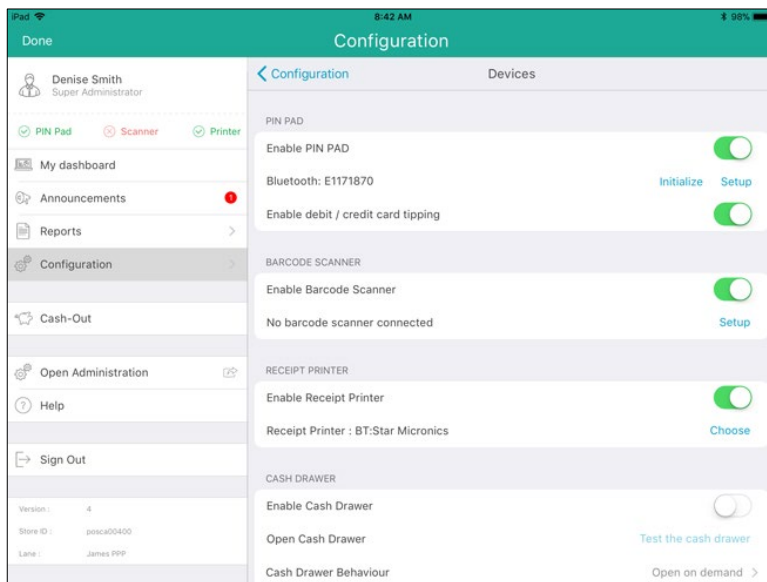 iPad 8:42 AM 98%
Done Configuration
Denise Smith
Super Administrator
PIN Pad Scanner Printer
My dashboard
Announcements 1
Reports
Configuration
Cash-Out
Open Administration
Help
Sign Out
Version : 4
Store ID : posca00400
Lane : James PPP
Configuration Devices
PIN PAD
Enable PIN PAD
Bluetooth: E1171870 Initialize Setup
Enable debit / credit card tipping
BARCODE SCANNER
Enable Barcode Scanner
No barcode scanner connected Setup
RECEIPT PRINTER
Enable Receipt Printer
Receipt Printer : BT:Star Micronics Choose
CASH DRAWER
Enable Cash Drawer
Open Cash Drawer Test the cash drawer
Cash Drawer Behaviour Open on demand